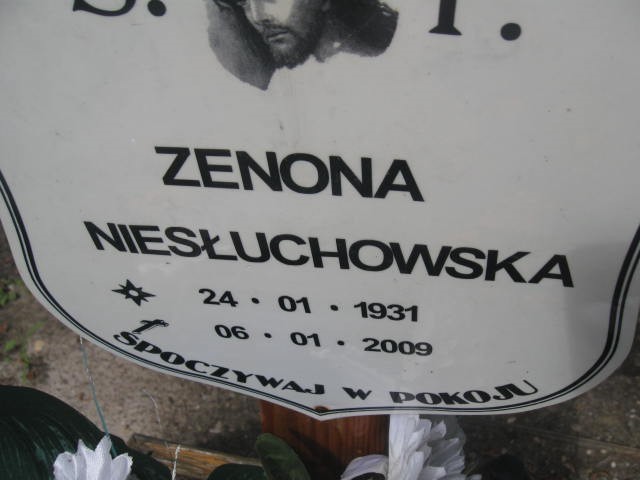 Ś. P.
ZENONA
NIESŁUCHOWSKA
24 · 01 · 1931
06 · 01 · 2009
SPOCZYWAJ W POKOJU